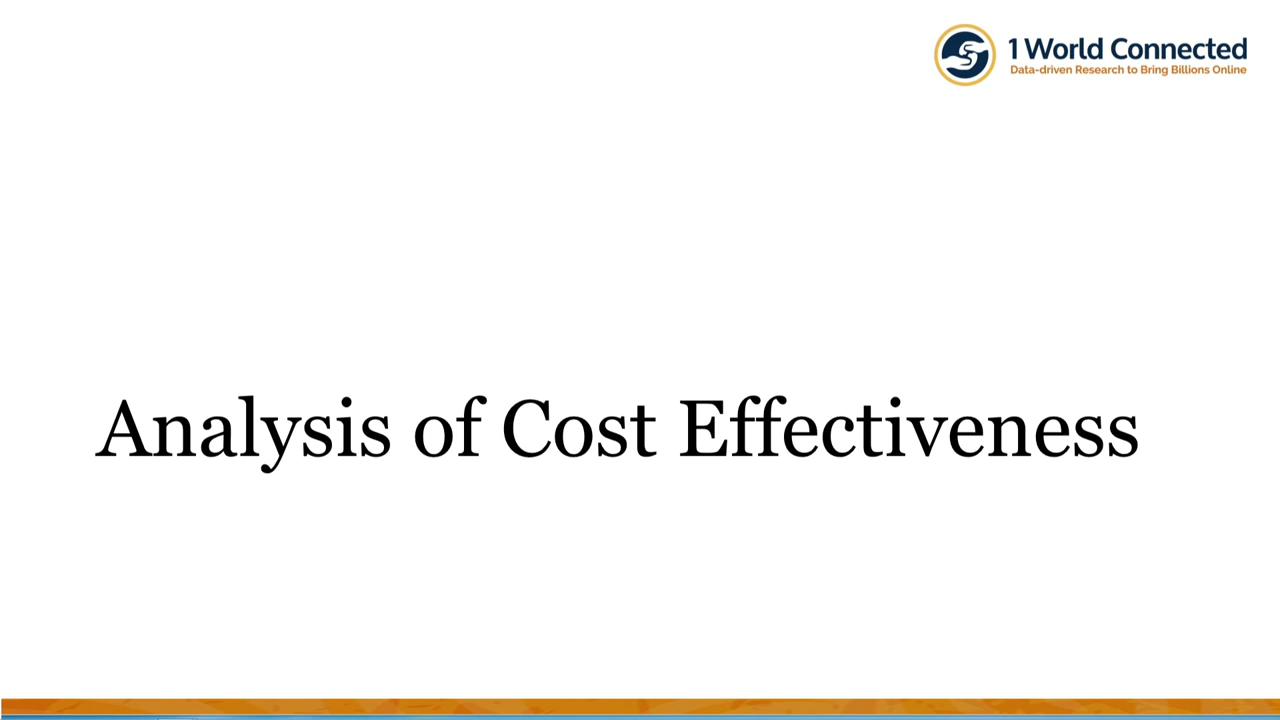 1 World Connected
Data-driven Research to Bring Billions Online
Analysis of Cost Effectiveness